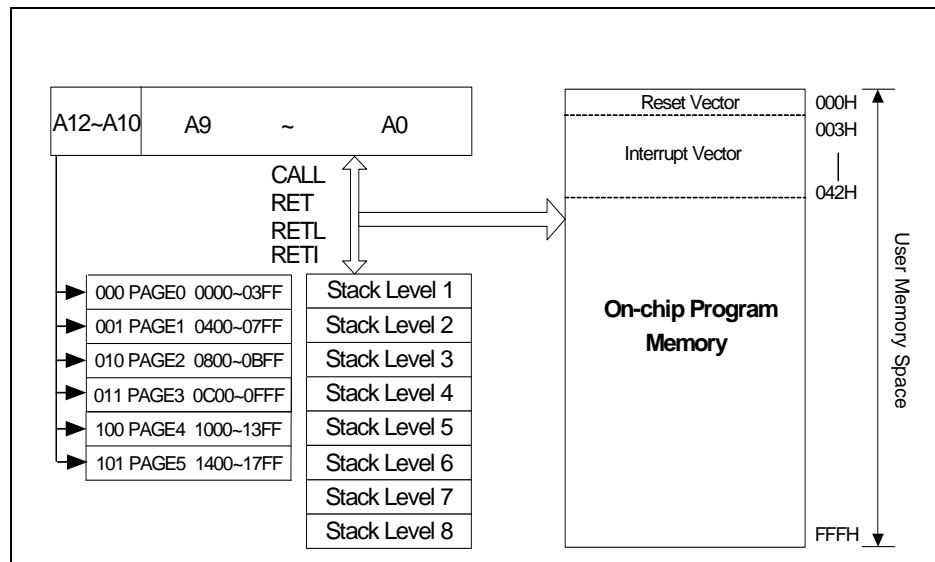 A12~A10
A9 ~ A0
CALL
RET
RETL
RETI
000 PAGE0 0000~03FF
001 PAGE1 0400~07FF
010 PAGE2 0800~0BFF
011 PAGE3 0C00~0FFF
100 PAGE4 1000~13FF
101 PAGE5 1400~17FF
Stack Level 1
Stack Level 2
Stack Level 3
Stack Level 4
Stack Level 5
Stack Level 6
Stack Level 7
Stack Level 8
Reset Vector
Interrupt Vector
On-chip Program
Memory
000H
003H
042H
FFFH
User Memory Space